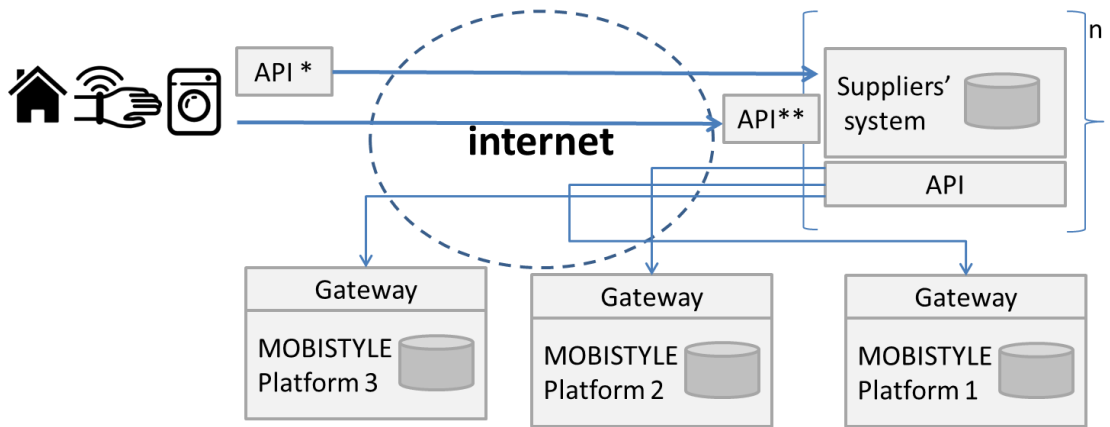 n
API *
Suppliers'
system
API**
internet
API
Gateway
MOBISTYLE
Platform 3
Gateway
MOBISTYLE
Platform 2
Gateway
MOBISTYLE
Platform 1